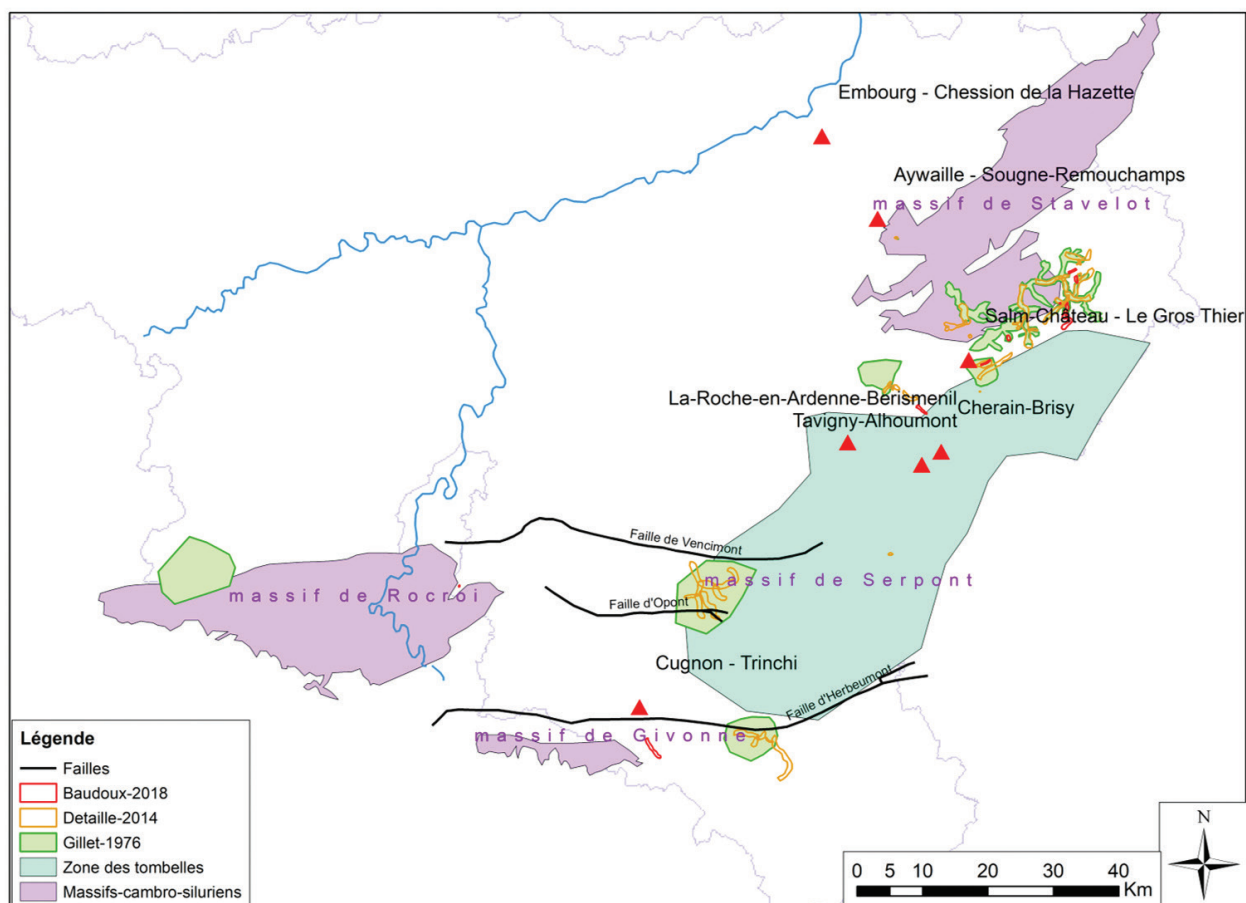 Embourg - Chession de la Hazette
Aywaille - Sougne-Remouchamps
massif de Stavelot
Salm-Château - Le Gros Thier
La-Roche-en-Ardenne-Bérismenil
Cherain-Brisy
Tavigny-Alhoumont
Faille de Vencimont
massif de Serpont
massif de Rocroi
Faille d'Opont
Cugnon - Trinchi
Faille d'Herbeumont
massif de Givonne
Légende
Failles
Baudoux-2018
Detaille-2014
Gillet-1976
Zone des tombelles
Massifs-cambro-siluriens
N
0 5 10 20 30 40
Km